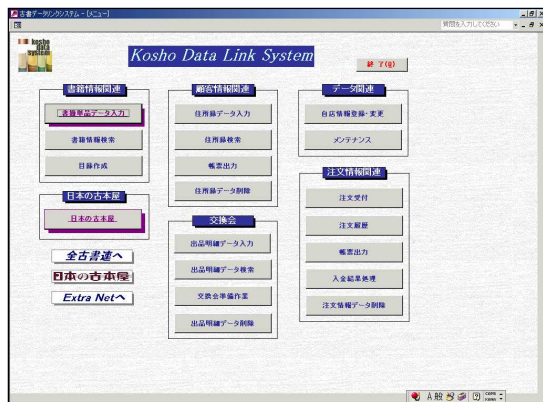 古書データリンクシステム - [メニュー]
質問を入力してください
kosho
Data
system
Kosho Data Link System
終 了(Q)
書籍情報関連
書籍単品データ入力
書籍情報検索
目録作成
日本の古本屋
日本の古本屋
全古書連へ
日本の古本屋
Extra Netへ
顧客情報関連
住所録データ入力
住所録検索
帳票出力
住所録データ削除
交換会
出品明細データ入力
出品明細データ検索
交換会準備作業
出品明細データ削除
データ関連
自店情報登録・変更
メンテナンス
注文情報関連
注文受付
注文履歴
帳票出力
入金結果処理
注文情報データ削除
A 般
CAPS
KANA